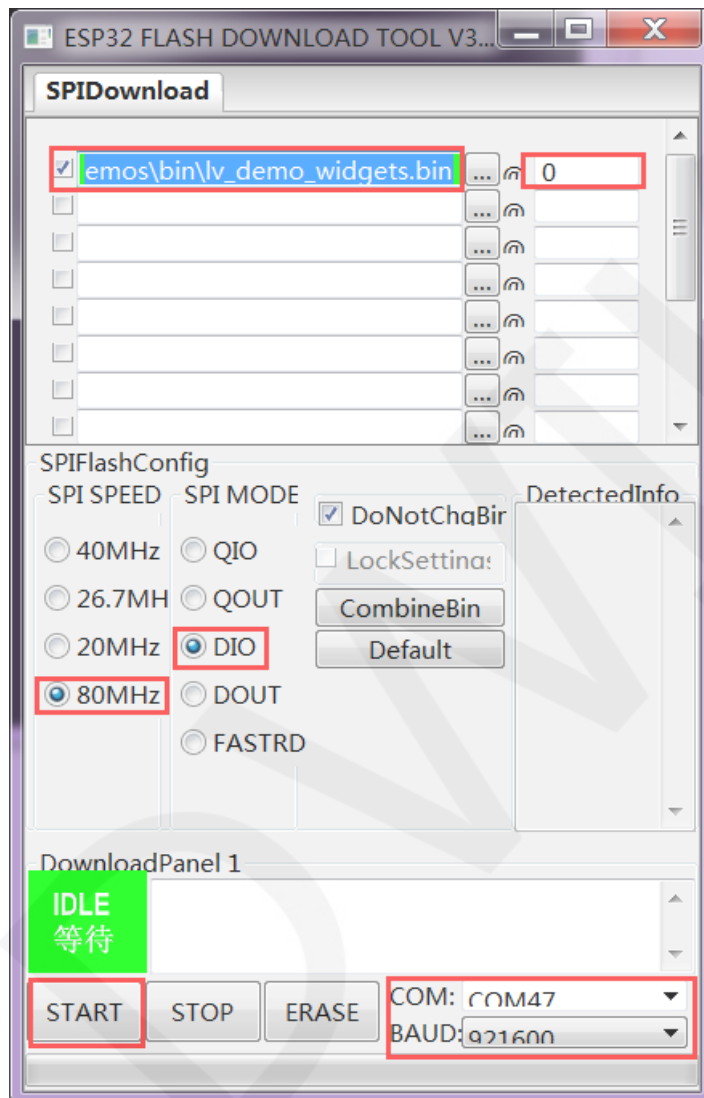 ESP32 FLASH DOWNLOAD TOOL V3...
SPIDownload
emos\bin\lv_demo_widgets.bin ... @ 0
... @
... @
... @
... @
... @
... @
... @
SPIFlashConfig
SPI SPEED SPI MODE DetectedInfo
DoNotChgBin
40MHz QIO LockSettings
26.7MH QOUT CombineBin
20MHz DIO Default
80MHz DOUT
FASTRD
DownloadPanel 1
IDLE
等待
START STOP ERASE
COM: COM47
BAUD: 921600